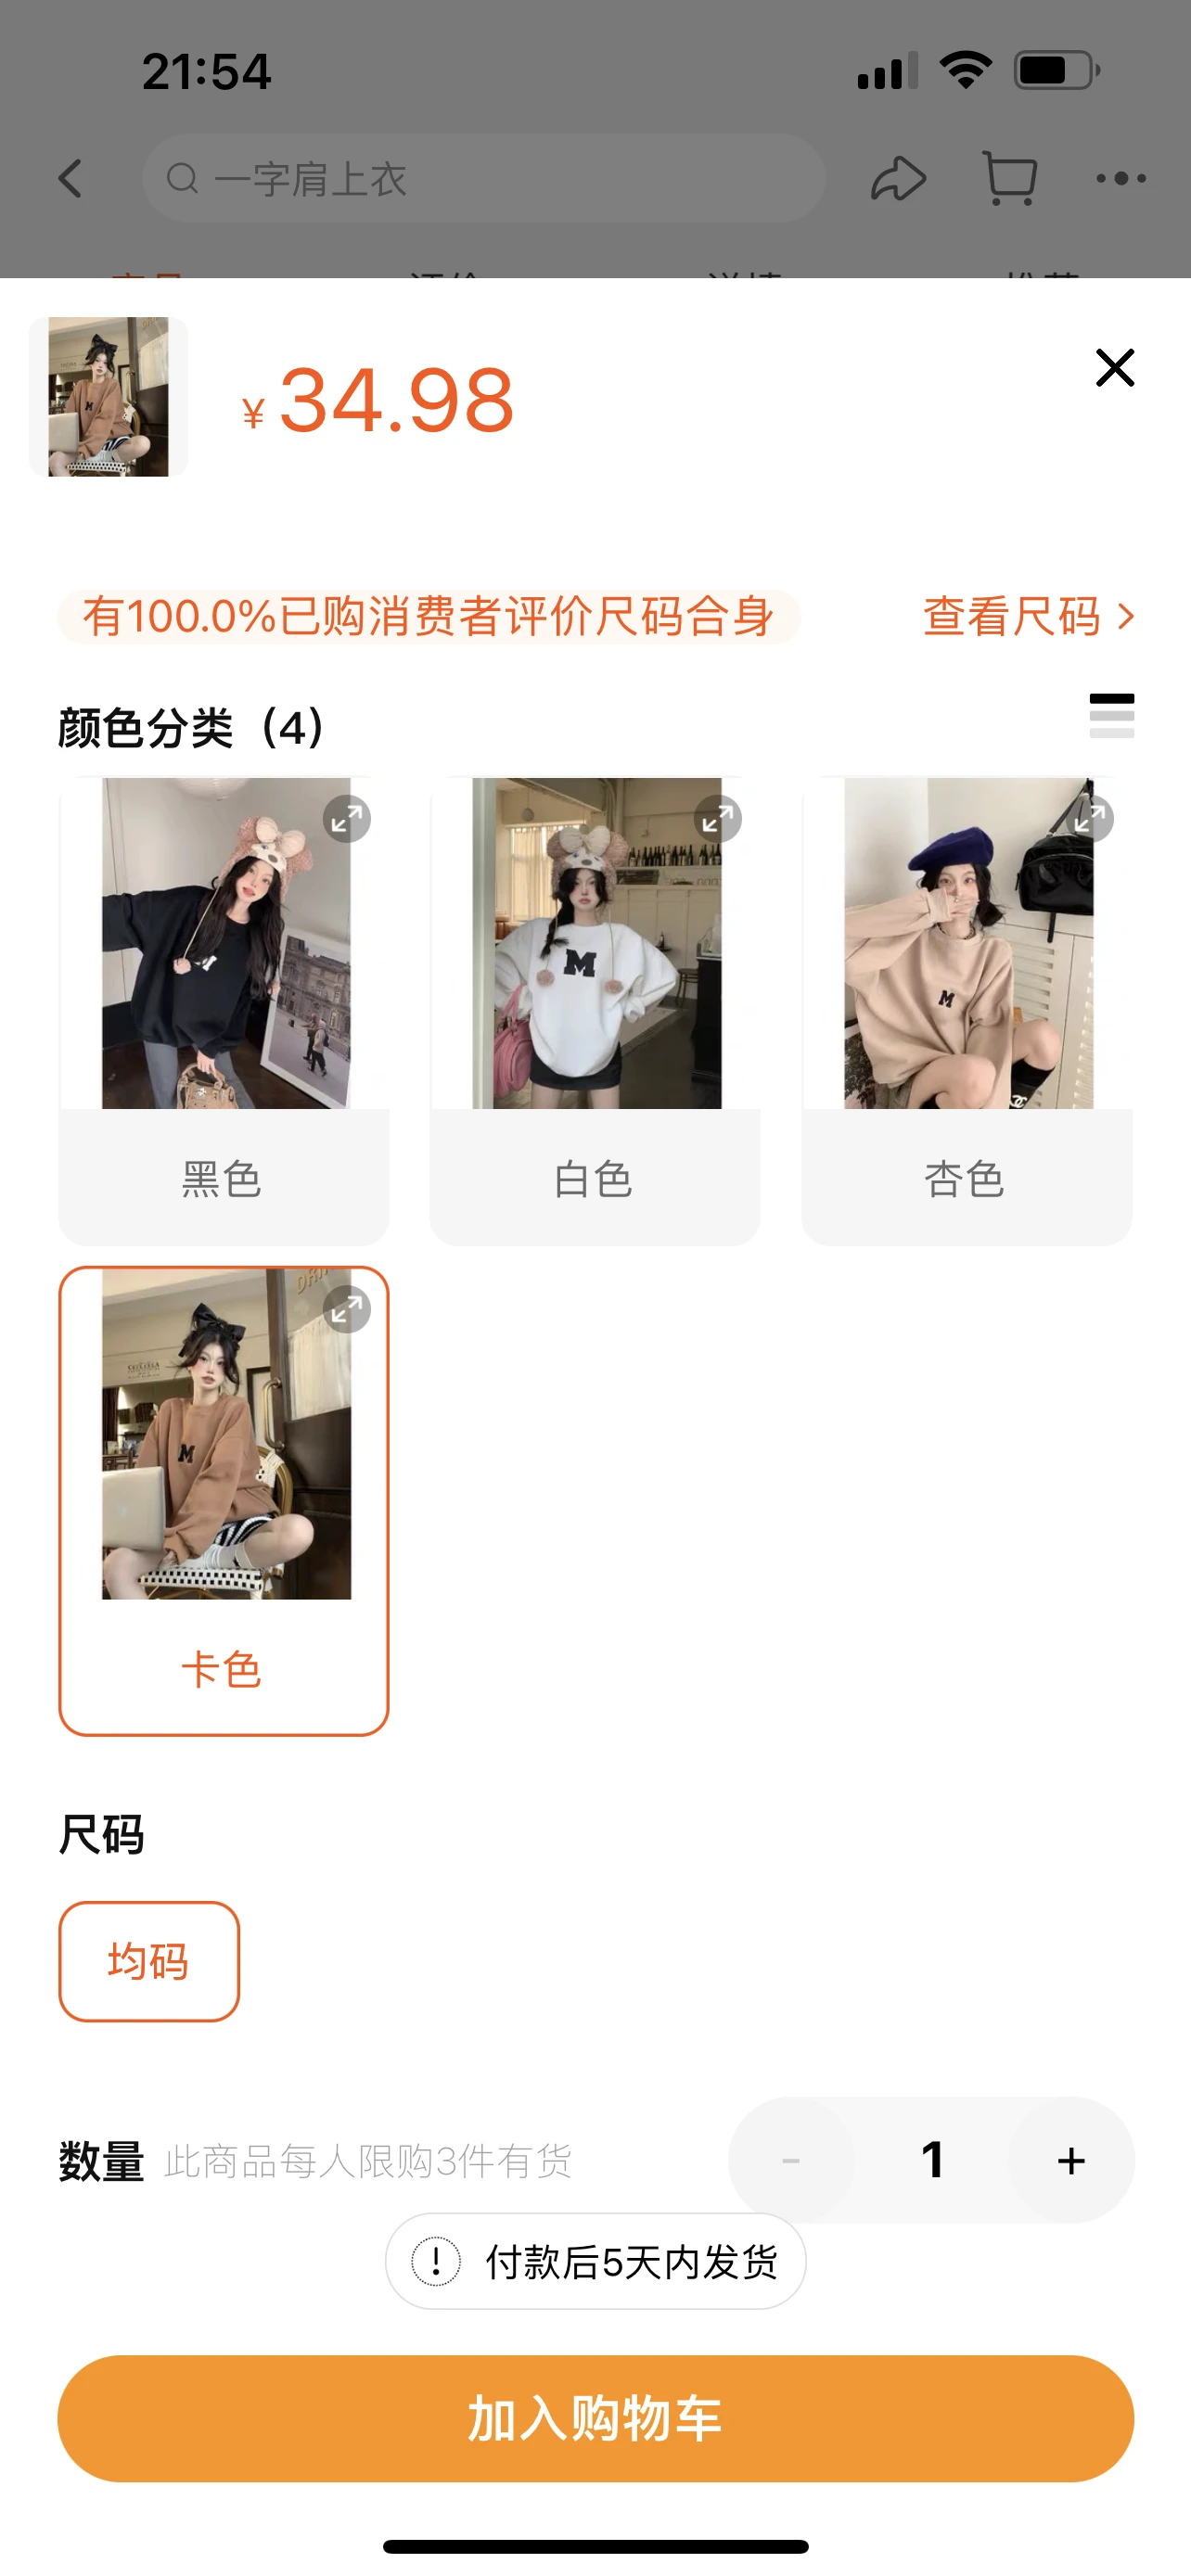 21:54
一字肩上衣
¥34.98
有100.0%已购消费者评价尺码合身
查看尺码 >
颜色分类（4）
M
M
M
黑色
白色
杏色
M
卡色
尺码
均码
数量 此商品每人限购3件有货
- 1 +
! 付款后5天内发货
加入购物车